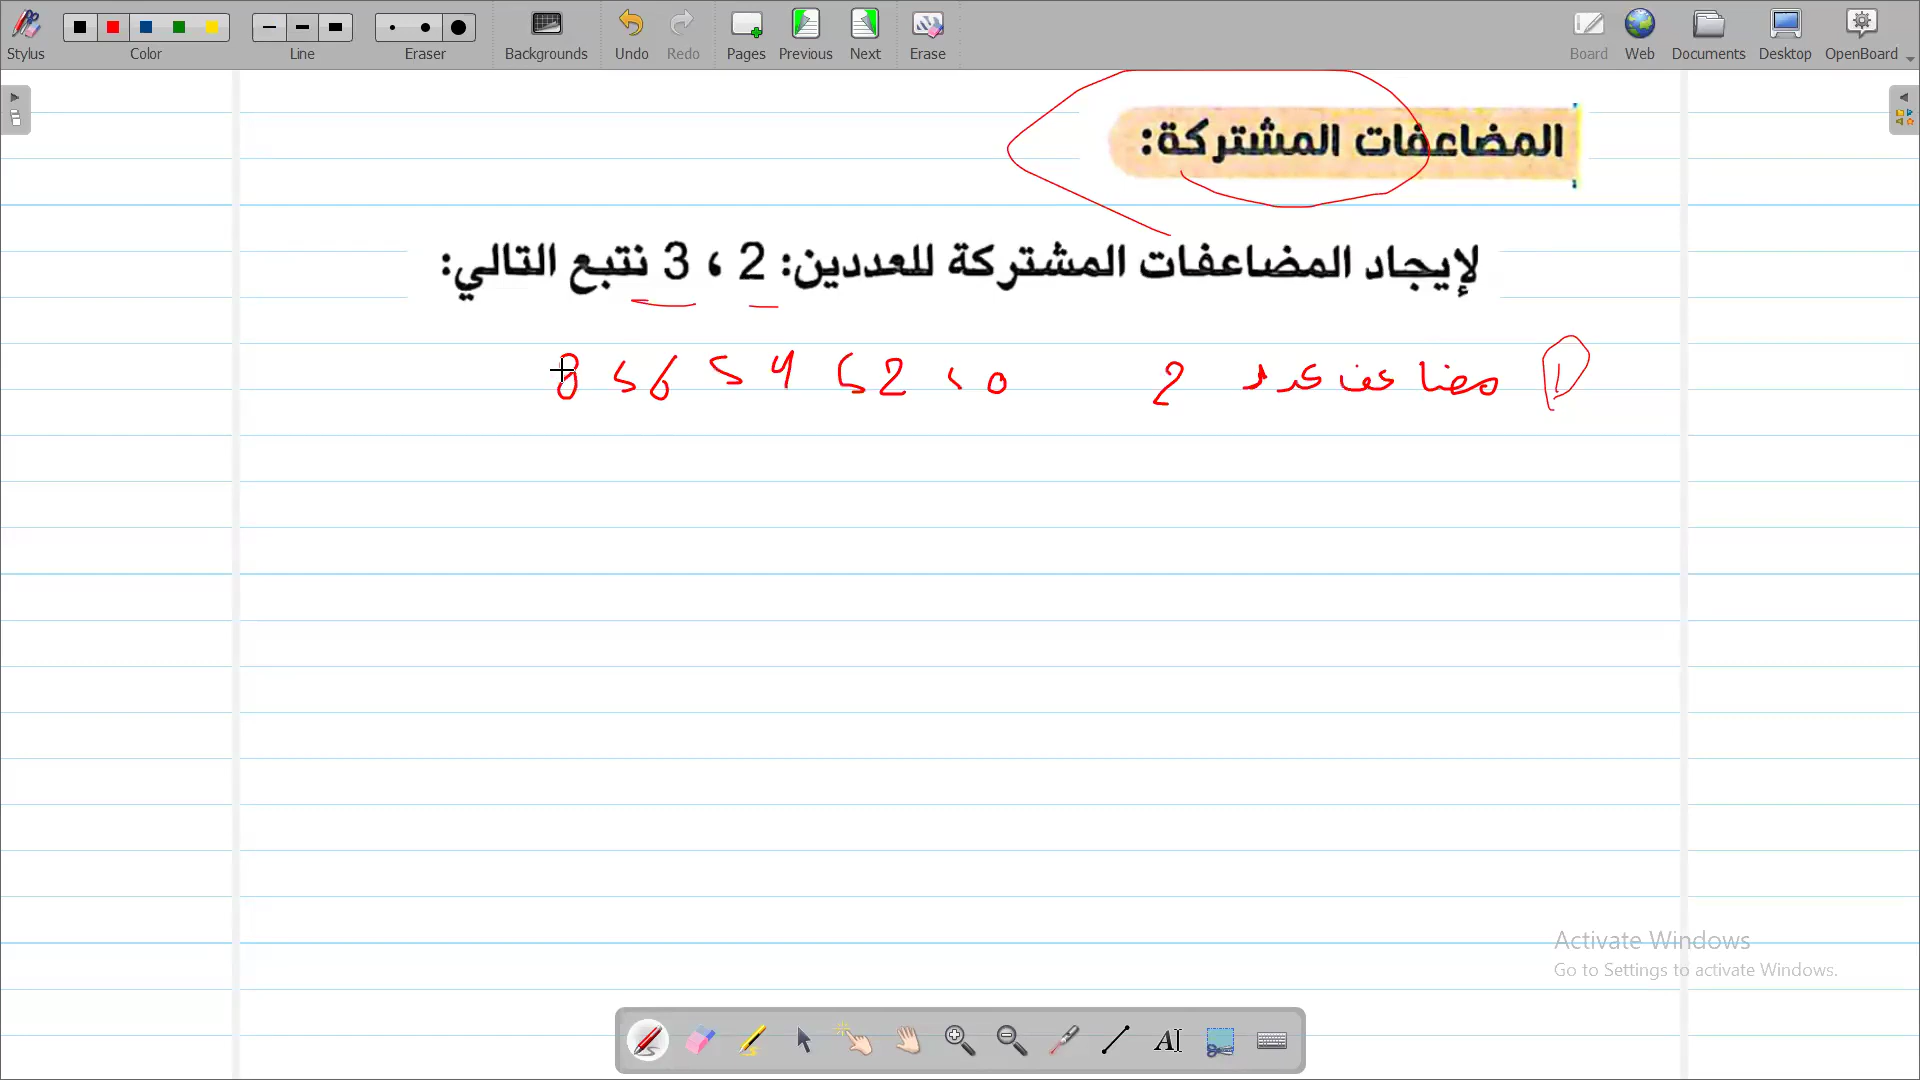 Stylus Color Line Eraser Backgrounds Undo Redo Pages Previous Next Erase Board Web Documents Desktop OpenBoard
المضاعفات المشتركة:
لإيجاد المضاعفات المشتركة للعددين: 2 ، 3 نتبع التالي:
1 مضاعف عدد 2 0 ، 2 ، 4 ، 6 ، 8
Activate Windows
Go to Settings to activate Windows.